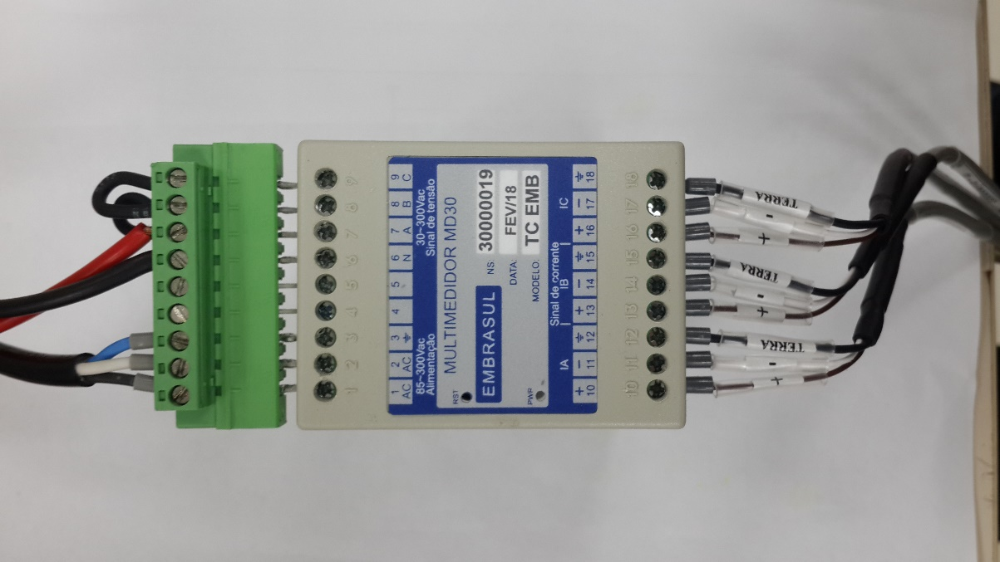 9 8 7 6 5 4 3 2 1
1 2 3 4 5 6 7 8 9
AC AC ⏚ N A B C
85~300Vac 30~300Vac
Alimentação Sinal de tensão
MULTIMEDIDOR MD30
RST
EMBRASUL
NS: 30000019
DATA: FEV/18
MODELO: TC EMB
PWR
Sinal de corrente
IA IB IC
+ − ⏚ + − ⏚ + − ⏚
10 11 12 13 14 15 16 17 18
10 11 12 13 14 15 16 17 18
TERRA
-
+
TERRA
-
+
TERRA
-
+